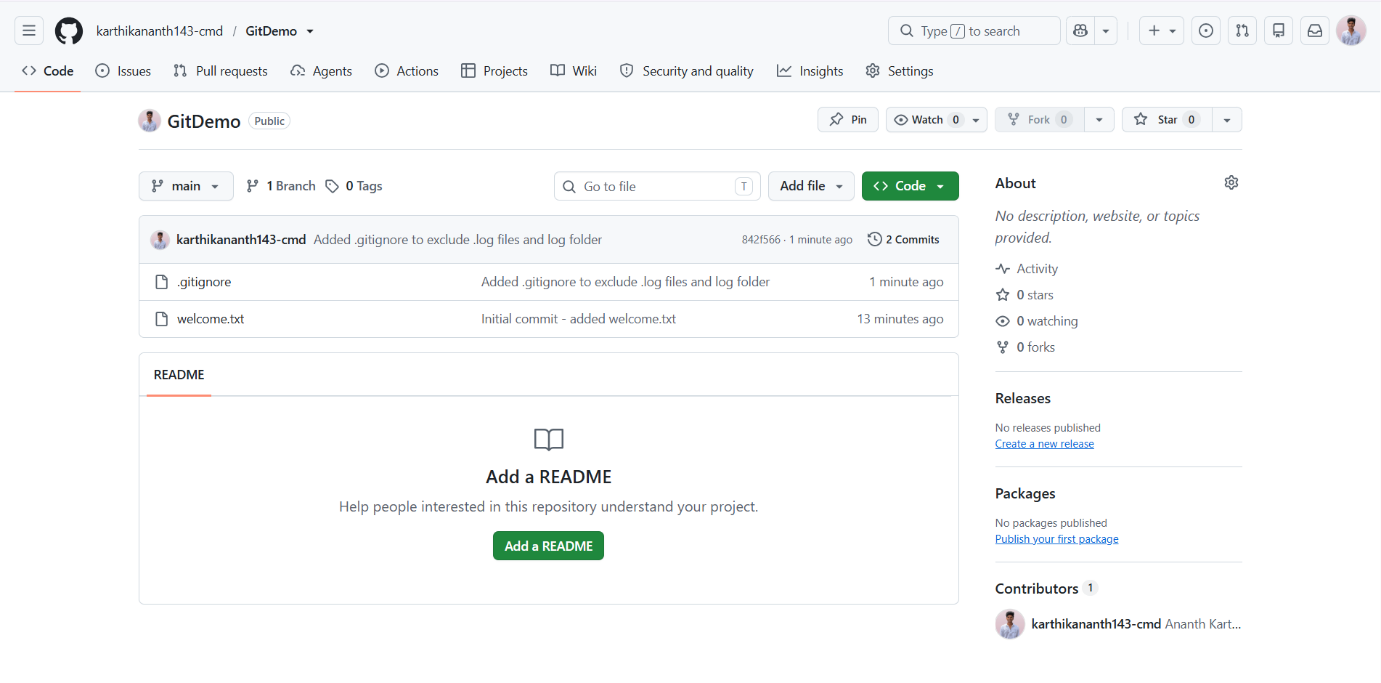 karthikananth143-cmd / GitDemo
Type / to search
Code Issues Pull requests Agents Actions Projects Wiki Security and quality Insights Settings
GitDemo Public
Pin Watch 0 Fork 0 Star 0
main 1 Branch 0 Tags Go to file T Add file Code
karthikananth143-cmd Added .gitignore to exclude .log files and log folder 842f566 · 1 minute ago 2 Commits
.gitignore Added .gitignore to exclude .log files and log folder 1 minute ago
welcome.txt Initial commit - added welcome.txt 13 minutes ago
README
Add a README
Help people interested in this repository understand your project.
Add a README
About
No description, website, or topics
provided.
Activity
0 stars
0 watching
0 forks
Releases
No releases published
Create a new release
Packages
No packages published
Publish your first package
Contributors 1
karthikananth143-cmd Ananth Kart...